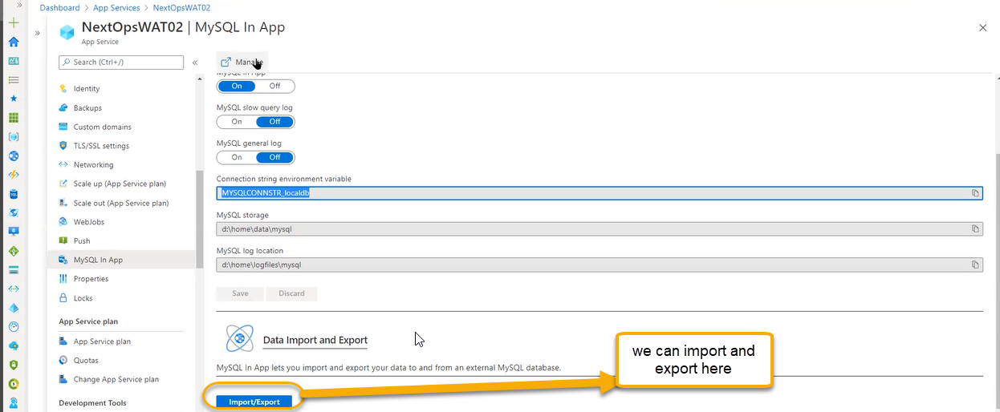 Dashboard > App Services > NextOpsWAT02
NextOpsWAT02 | MySQL In App
App Service
Search (Ctrl+/)
Manage
Identity
Backups
Custom domains
TLS/SSL settings
Networking
Scale up (App Service plan)
Scale out (App Service plan)
WebJobs
Push
MySQL In App
Properties
Locks
App Service plan
App Service plan
Quotas
Change App Service plan
Development Tools
MySQL In App
On Off
MySQL slow query log
On Off
MySQL general log
On Off
Connection string environment variable
MYSQLCONNSTR_localdb
MySQL storage
d:\home\data\mysql
MySQL log location
d:\home\logfiles\mysql
Save Discard
Data Import and Export
MySQL In App lets you import and export your data to and from an external MySQL database.
Import/Export
we can import and
export here